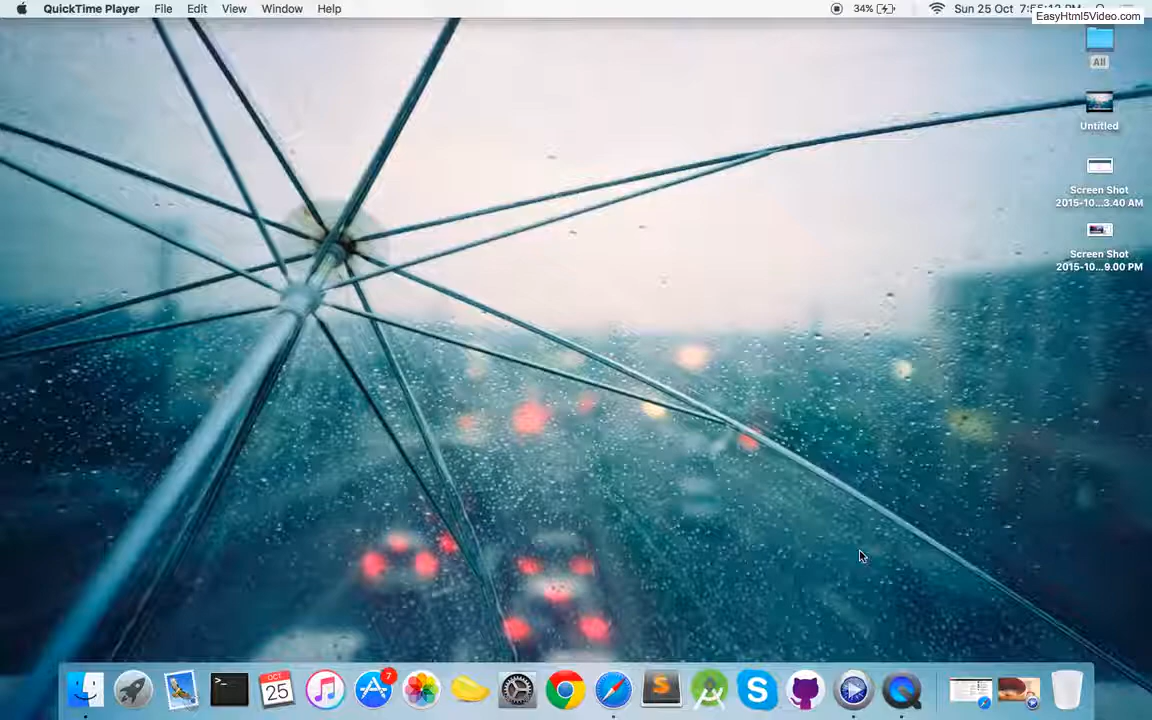 QuickTime Player File Edit View Window Help 34% Sun 25 Oct
EasyHtml5Video.com
All
Untitled
Screen Shot
2015-10...3.40 AM
Screen Shot
2015-10...9.00 PM
OCT
25
7